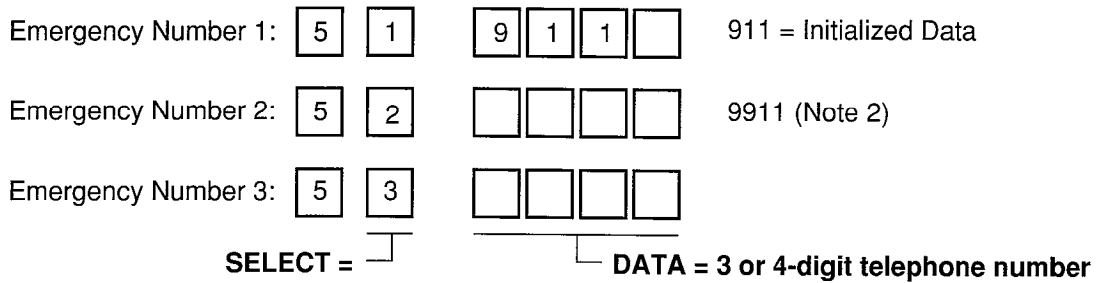 Emergency Number 1: 5 1 9 1 1 911 = Initialized Data
Emergency Number 2: 5 2 9911 (Note 2)
Emergency Number 3: 5 3
SELECT = DATA = 3 or 4-digit telephone number